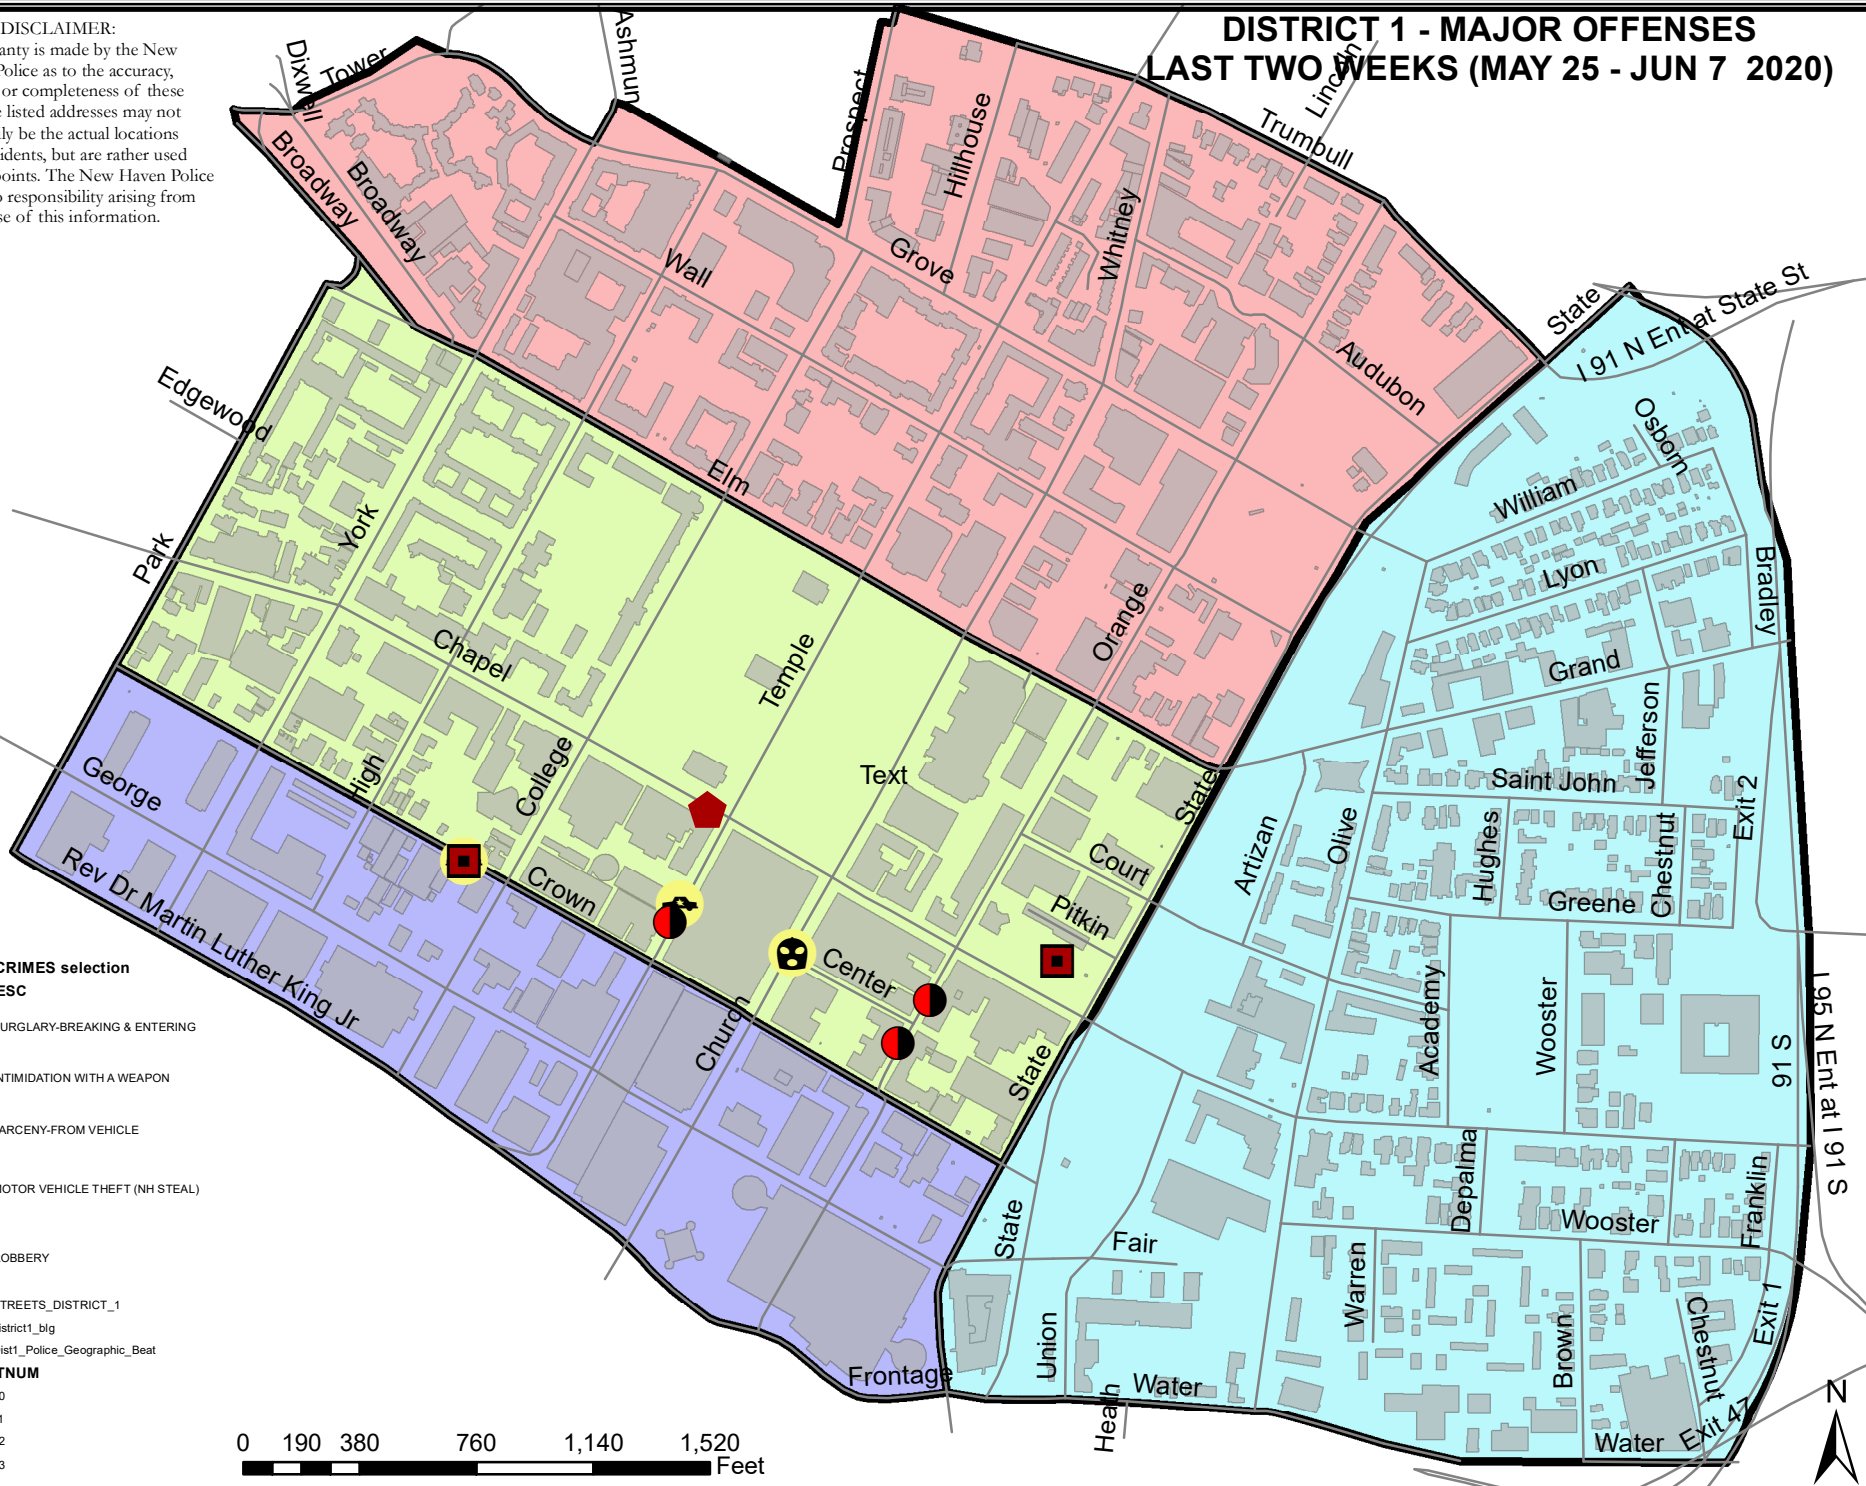 DISCLAIMER:
anty is made by the New
Police as to the accuracy,
or completeness of these
e listed addresses may not
ly be the actual locations
idents, but are rather used
points. The New Haven Police
o responsibility arising from
se of this information.
DISTRICT 1 - MAJOR OFFENSES
LAST TWO WEEKS (MAY 25 - JUN 7 2020)
Dixwell
Tower
Ashmun
Prospect
Hillhouse
Lincoln
Trumbull
Broadway
Broadway
Wall
Grove
Whitney
Audubon
State
I 91 N Ent at State St
Edgewood
Elm
York
Park
Osborn
William
Lyon
Bradley
Orange
Grand
Chapel
Temple
Text
State
Jefferson
Saint John
Exit 2
George
High
College
Crown
Court
Pitkin
Artizan
Olive
Hughes
Greene
Chestnut
Rev Dr Martin Luther King Jr
Center
Church
State
Academy
Wooster
91 S
I 95 N Ent at I 91 S
Depalma
Wooster
Franklin
State
Fair
Warren
Union
Brown
Chestnut
Exit 1
Frontage
Water
Heath
Water
Exit 47
CRIMES selection
ESC
URGLARY-BREAKING & ENTERING
NTIMIDATION WITH A WEAPON
ARCENY-FROM VEHICLE
MOTOR VEHICLE THEFT (NH STEAL)
OBBERY
TREETS_DISTRICT_1
istrict1_blg
Dist1_Police_Geographic_Beat
TNUM
0
1
2
3
0 190 380 760 1,140 1,520
Feet
N